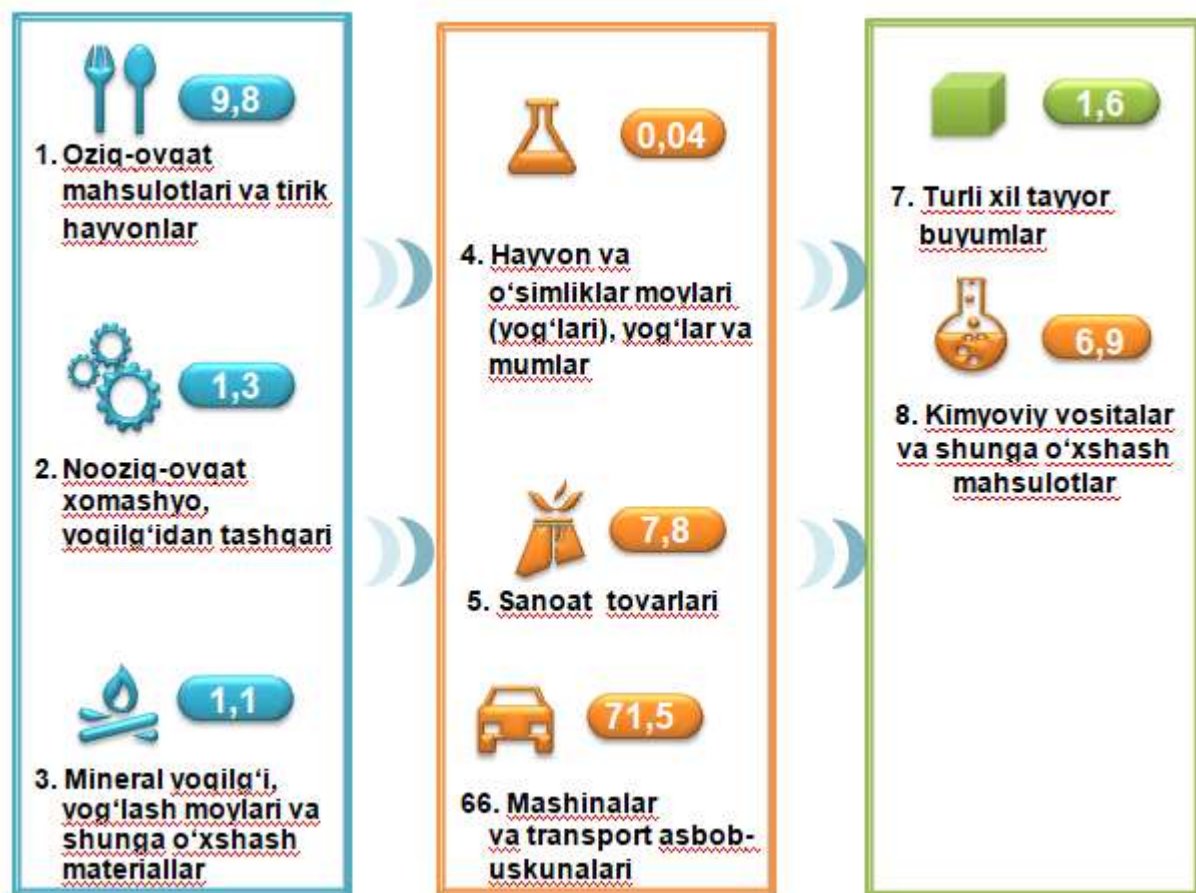 9,8
1. Oziq-ovqat
mahsulotlari va tirik
hayvonlar
1,3
2. Nooziq-ovqat
xomashyo,
yoqilg‘idan tashqari
1,1
3. Mineral yoqilg‘i,
yog‘lash moylari va
shunga o‘xshash
materiallar
0,04
4. Hayvon va
o‘simliklar moylari
(yog‘lari), yog‘lar va
mumlar
7,8
5. Sanoat tovarlari
71,5
66. Mashinalar
va transport asbob-
uskunalari
1,6
7. Turli xil tayyor
buyumlar
6,9
8. Kimyoviy vositalar
va shunga o‘xshash
mahsulotlar